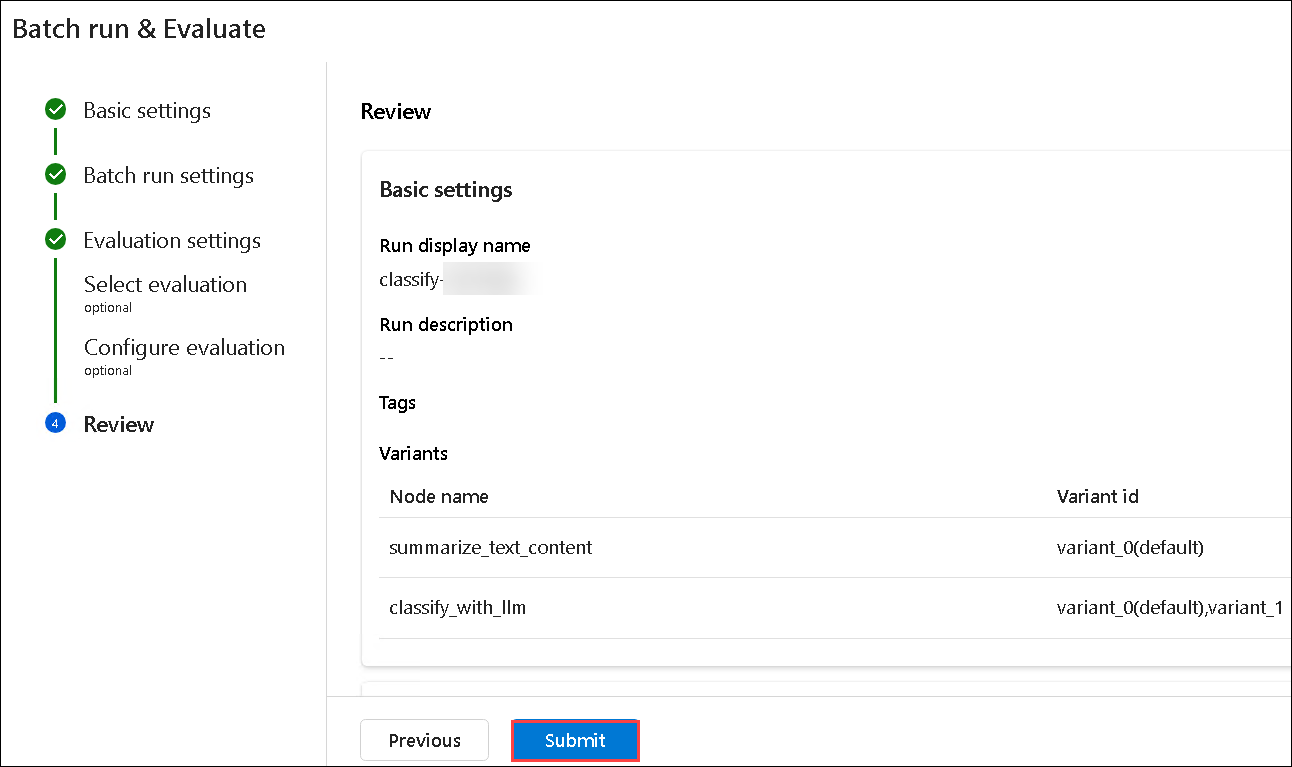 Batch run & Evaluate
Basic settings
Batch run settings
Evaluation settings
Select evaluation
optional
Configure evaluation
optional
4
Review
Review
Basic settings
Run display name
classify-
Run description
--
Tags
Variants
Node name Variant id
summarize_text_content variant_0(default)
classify_with_llm variant_0(default),variant_1
Previous Submit